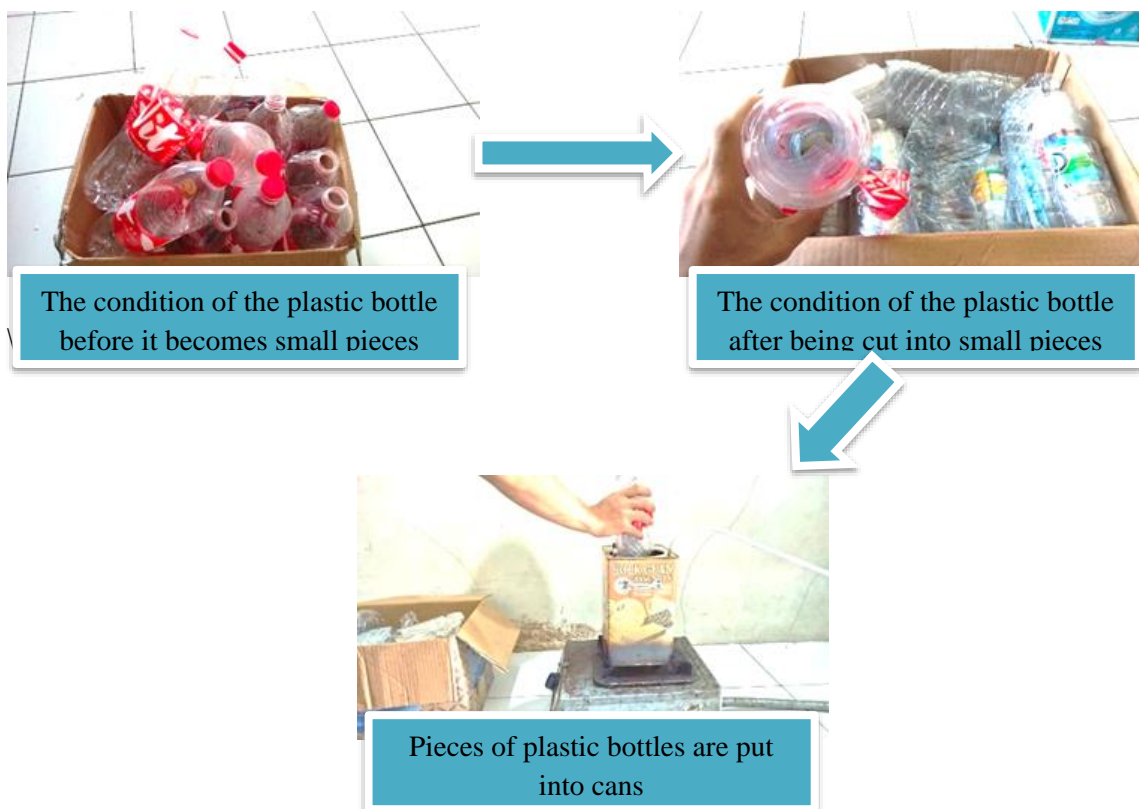 The condition of the plastic bottle
before it becomes small pieces
The condition of the plastic bottle
after being cut into small pieces
Pieces of plastic bottles are put
into cans